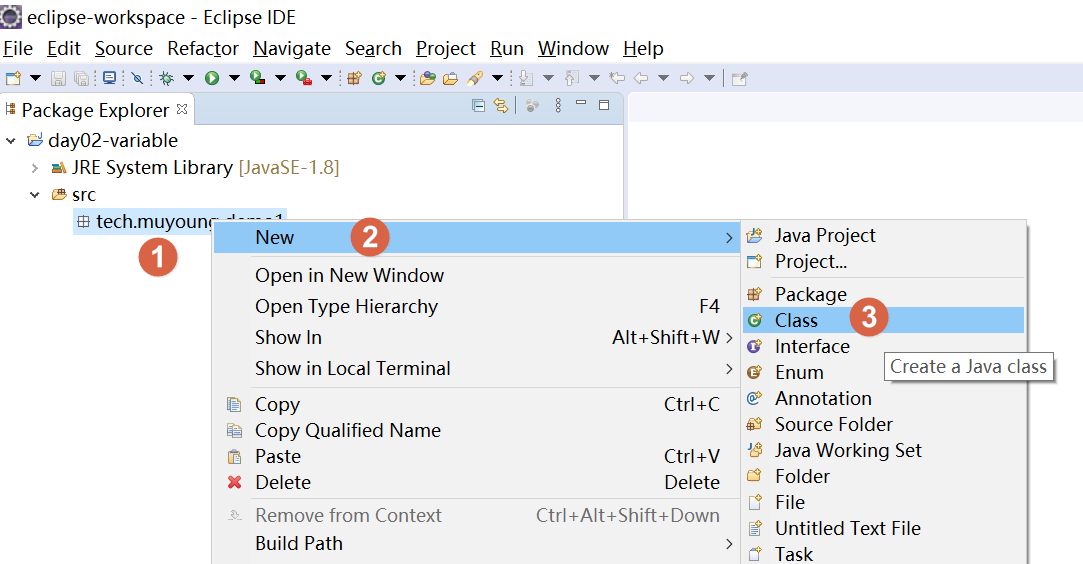 eclipse-workspace - Eclipse IDE
File Edit Source Refactor Navigate Search Project Run Window Help
Package Explorer
day02-variable
JRE System Library [JavaSE-1.8]
src
tech.muyoung.demo1
1
New
2
Open in New Window
Open Type Hierarchy F4
Show In Alt+Shift+W
Show in Local Terminal
Copy Ctrl+C
Copy Qualified Name
Paste Ctrl+V
Delete Delete
Remove from Context Ctrl+Alt+Shift+Down
Build Path
Java Project
Project...
Package
Class
3
Interface
Create a Java class
Enum
Annotation
Source Folder
Java Working Set
Folder
File
Untitled Text File
Task